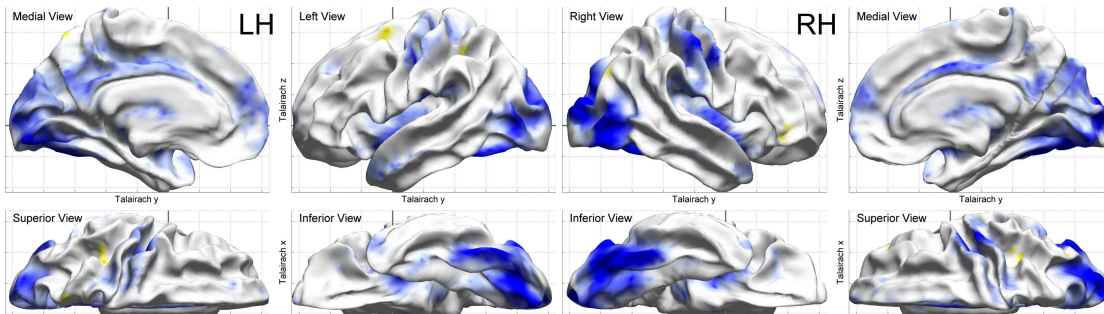 Medial View
LH
Left View
Right View
RH
Medial View
Talairach z
Talairach z
Talairach y
Talairach y
Talairach y
Talairach y
Superior View
Inferior View
Inferior View
Superior View
Talairach x
Talairach x